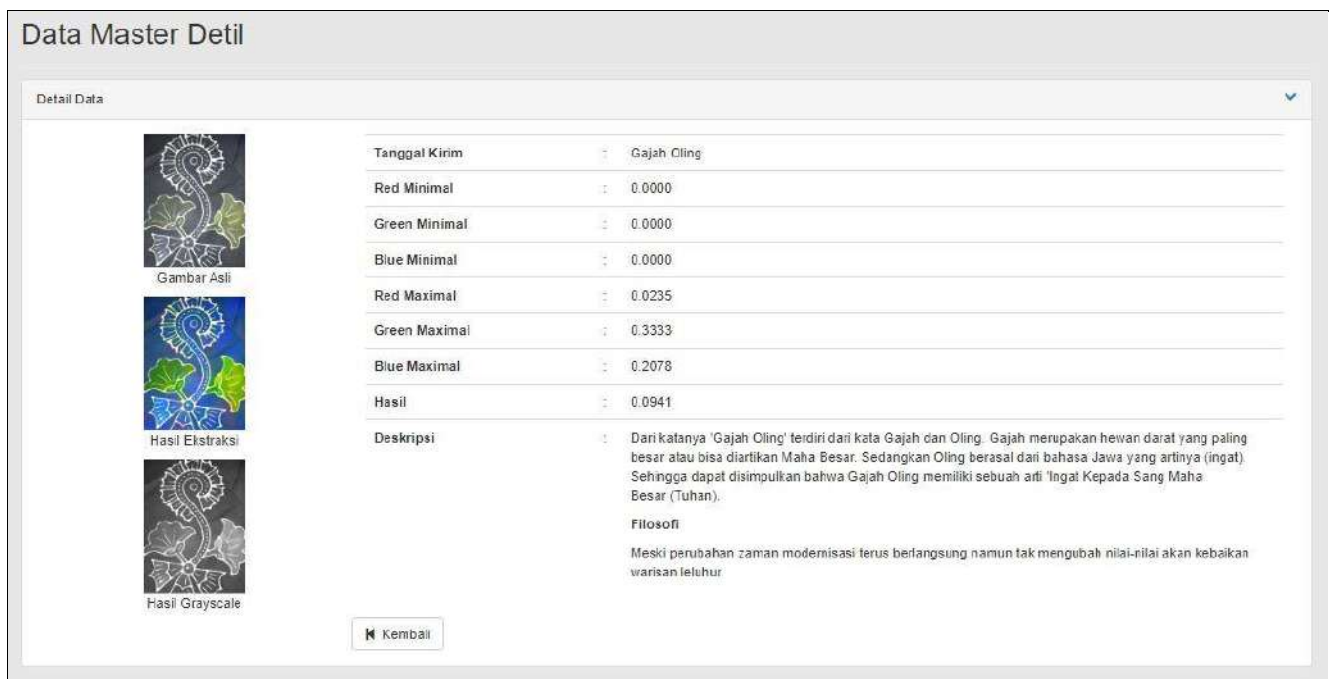 Data Master Detil
Detail Data
Gambar Asli
Hasil Ekstraksi
Hasil Grayscale
Tanggal Kirim : Gajah Oling
Red Minimal : 0.0000
Green Minimal : 0.0000
Blue Minimal : 0.0000
Red Maximal : 0.0235
Green Maximal : 0.3333
Blue Maximal : 0.2078
Hasil : 0.0941
Deskripsi : Dari katanya 'Gajah Oling' terdiri dari kata Gajah dan Oling. Gajah merupakan hewan darat yang paling
besar atau bisa diartikan Maha Besar. Sedangkan Oling berasal dari bahasa Jawa yang artinya (ingat).
Sehingga dapat disimpulkan bahwa Gajah Oling memiliki sebuah arti 'Ingat Kepada Sang Maha
Besar (Tuhan).
Filosofi
Meski perubahan zaman modernisasi terus berlangsung namun tak mengubah nilai-nilai akan kebaikan
warisan leluhur
Kembali